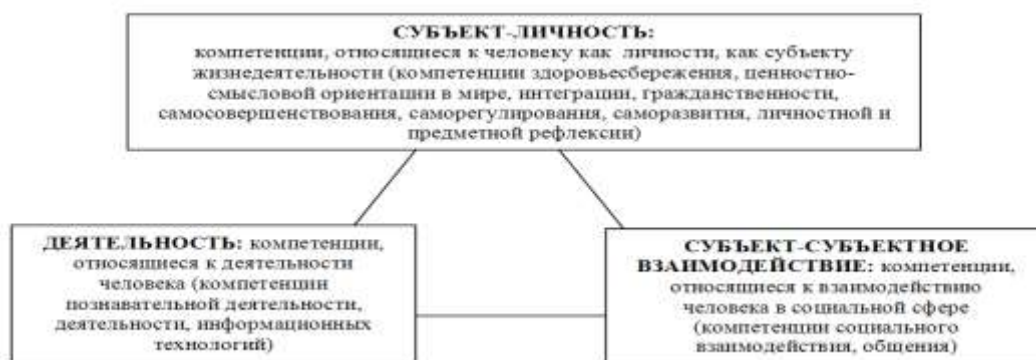 СУБЪЕКТ-ЛИЧНОСТЬ:
компетенции, относящиеся к человеку как личности, как субъекту
жизнедеятельности (компетенции здоровьесбережения, ценностно-
смысловой ориентации в мире, интеграции, гражданственности,
самосовершенствования, саморегулирования, саморазвития, личностной и
предметной рефлексии)
ДЕЯТЕЛЬНОСТЬ: компетенции,
относящиеся к деятельности
человека (компетенции
познавательной деятельности,
деятельности, информационных
технологий)
СУБЪЕКТ-СУБЪЕКТНОЕ
ВЗАИМОДЕЙСТВИЕ: компетенции,
относящиеся к взаимодействию
человека в социальной сфере
(компетенции социального
взаимодействия, общения)